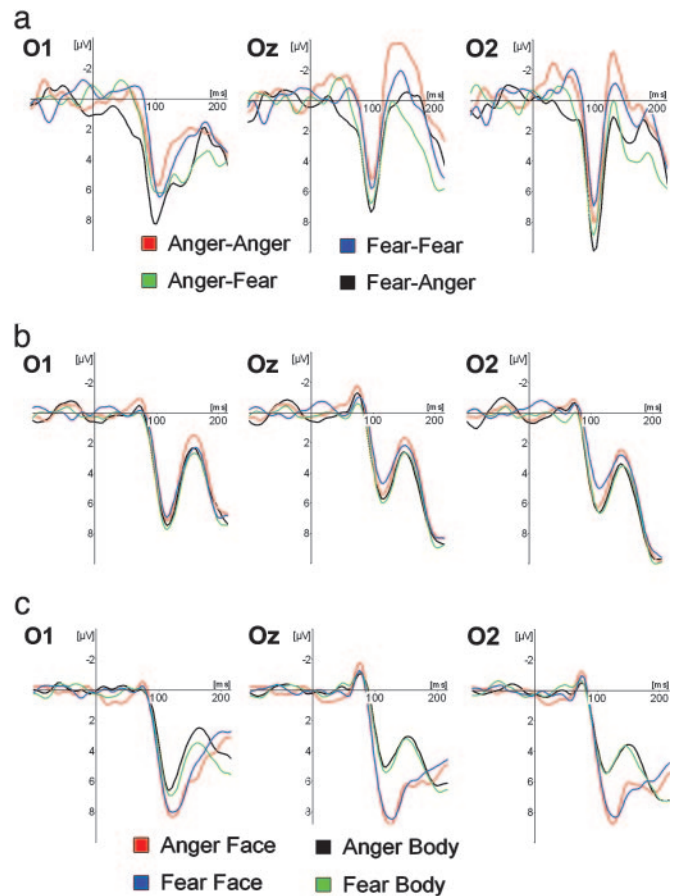 a
O1 [µV] Oz [µV] O2 [µV]
-2 -2 -2
[ms] [ms] [ms]
100 200 100 200 100 200
2 2 2
4 4 4
6 6 6
8 8 8
Anger-Anger Fear-Fear
Anger-Fear Fear-Anger
b
O1 [µV] Oz [µV] O2 [µV]
-2 -2 -2
[ms] [ms] [ms]
100 200 100 200 100 200
2 2 2
4 4 4
6 6 6
8 8 8
c
O1 [µV] Oz [µV] O2 [µV]
-2 -2 -2
[ms] [ms] [ms]
100 200 100 200 100 200
2 2 2
4 4 4
6 6 6
8 8 8
Anger Face Anger Body
Fear Face Fear Body